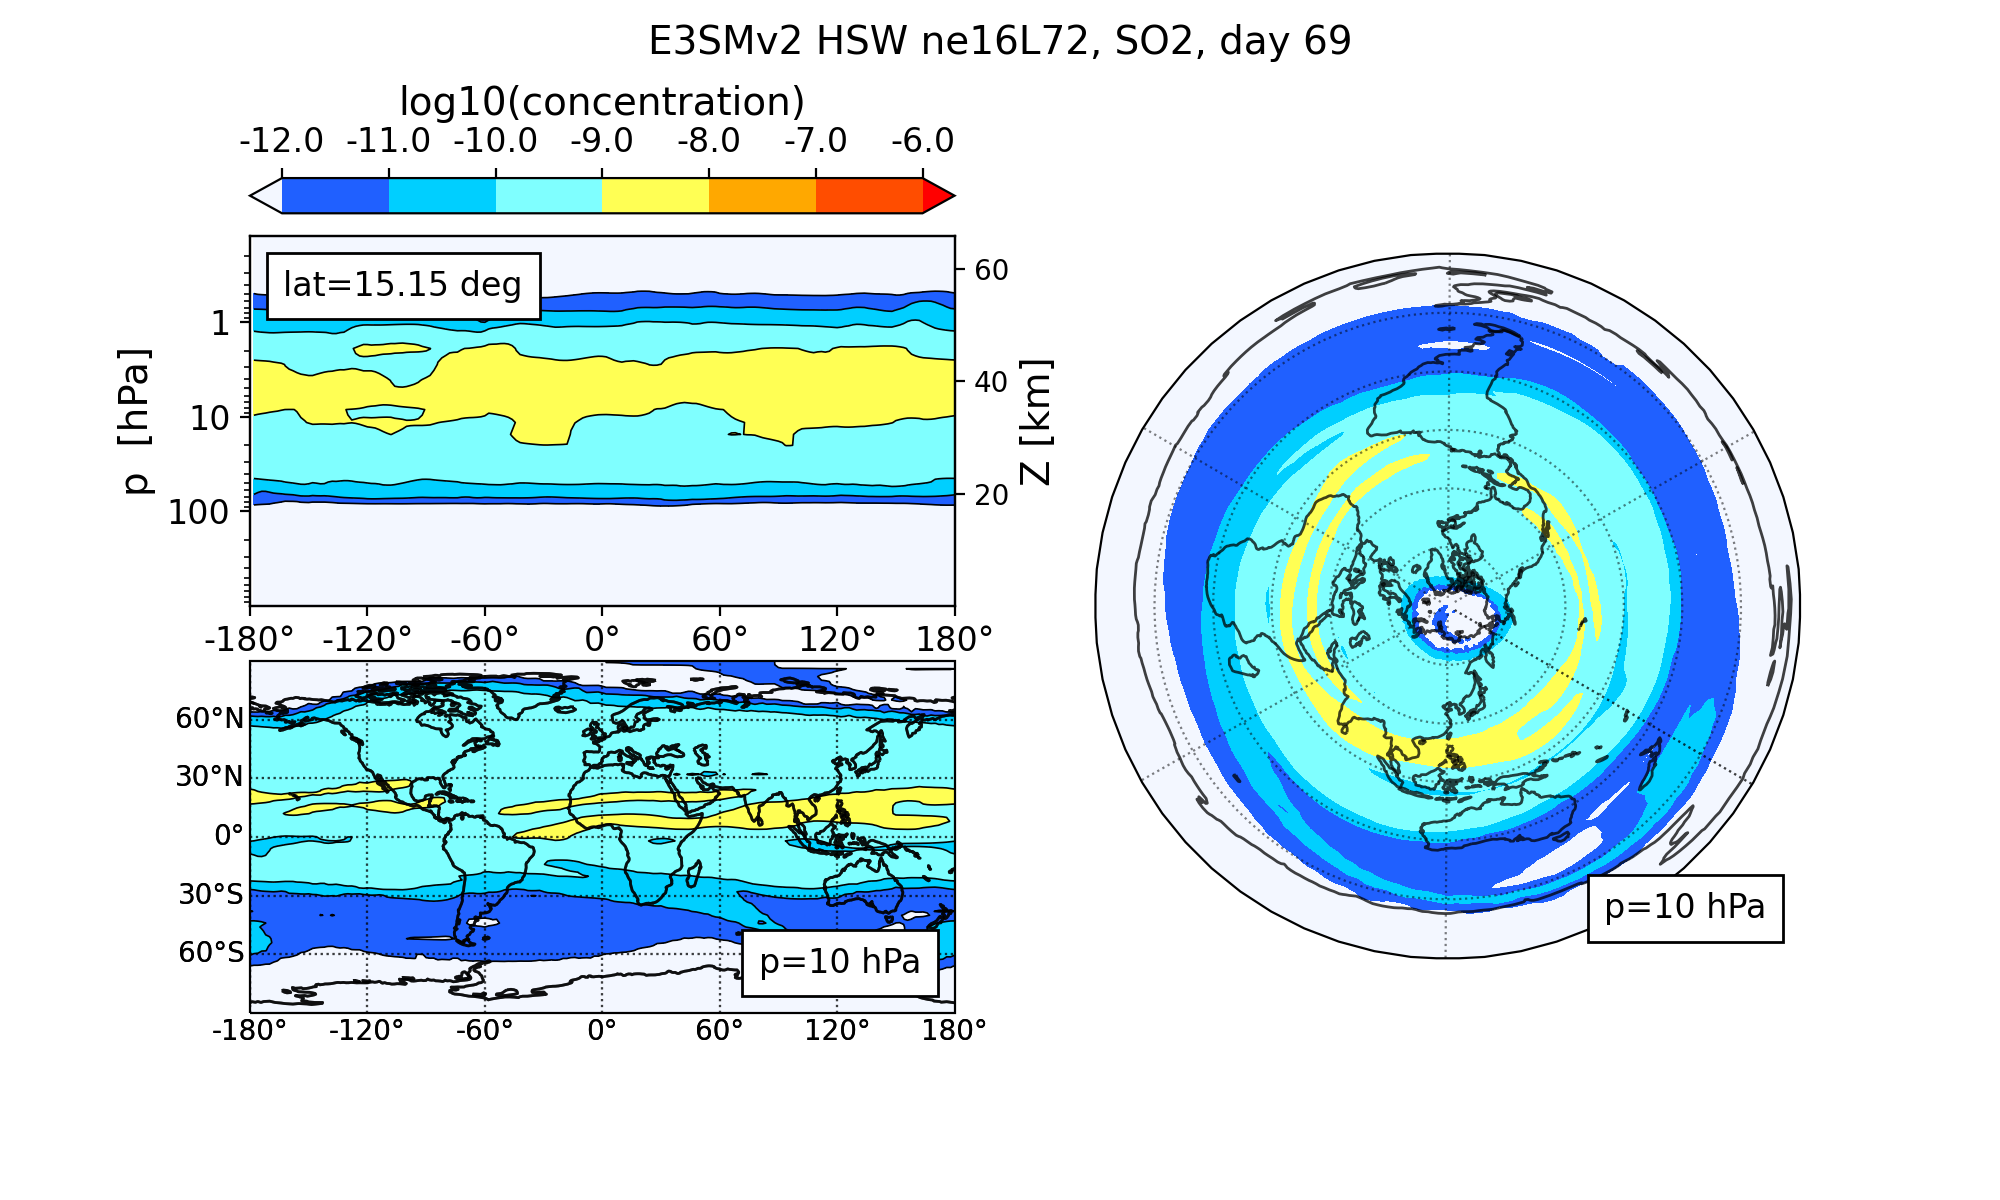 E3SMv2 HSW ne16L72, SO2, day 69
log10(concentration)
-12.0 -11.0 -10.0 -9.0 -8.0 -7.0 -6.0
lat=15.15 deg
p [hPa]
1
10
100
Z [km]
60
40
20
-180° -120° -60° 0° 60° 120° 180°
60°N
30°N
0°
30°S
60°S
p=10 hPa
-180° -120° -60° 0° 60° 120° 180°
p=10 hPa